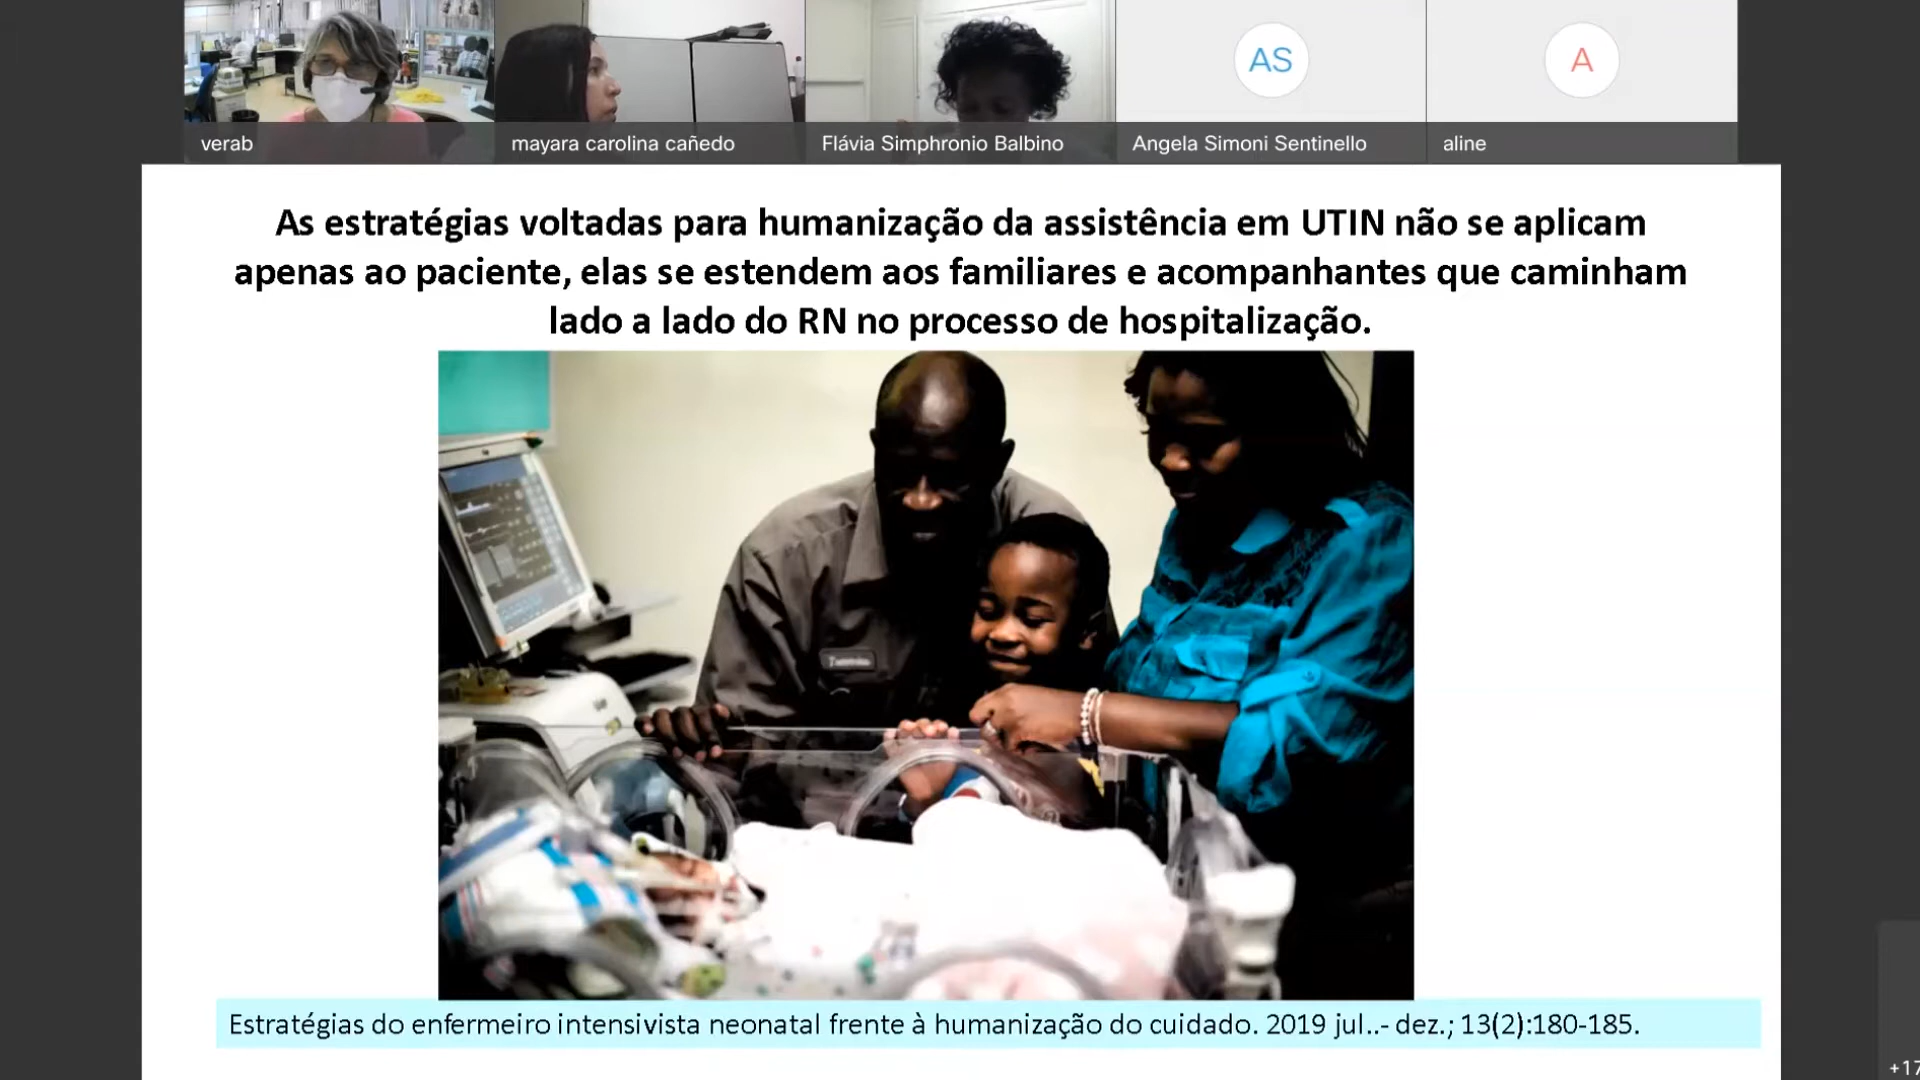 AS
A
verab
mayara carolina cañedo
Flávia Simphronio Balbino
Angela Simoni Sentinello
aline
As estratégias voltadas para humanização da assistência em UTIN não se aplicam
apenas ao paciente, elas se estendem aos familiares e acompanhantes que caminham
lado a lado do RN no processo de hospitalização.
Estratégias do enfermeiro intensivista neonatal frente à humanização do cuidado. 2019 jul..- dez.; 13(2):180-185.
+17